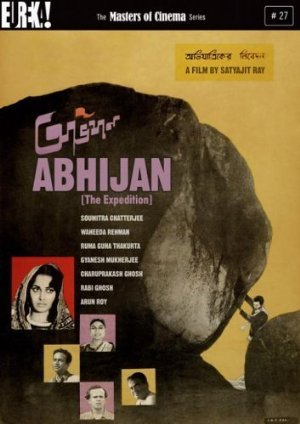 EUREKA!
The Masters of Cinema Series
# 27
অভিযাত্রিকের নিবেদন
A FILM BY SATYAJIT RAY
অভিযান
ABHIJAN
[The Expedition]
SOUMITRA CHATTERJEE
WAHEEDA REHMAN
RUMA GUHA THAKURTA
GYANESH MUKHERJEE
CHARUPRAKASH GHOSH
RABI GHOSH
ARUN ROY